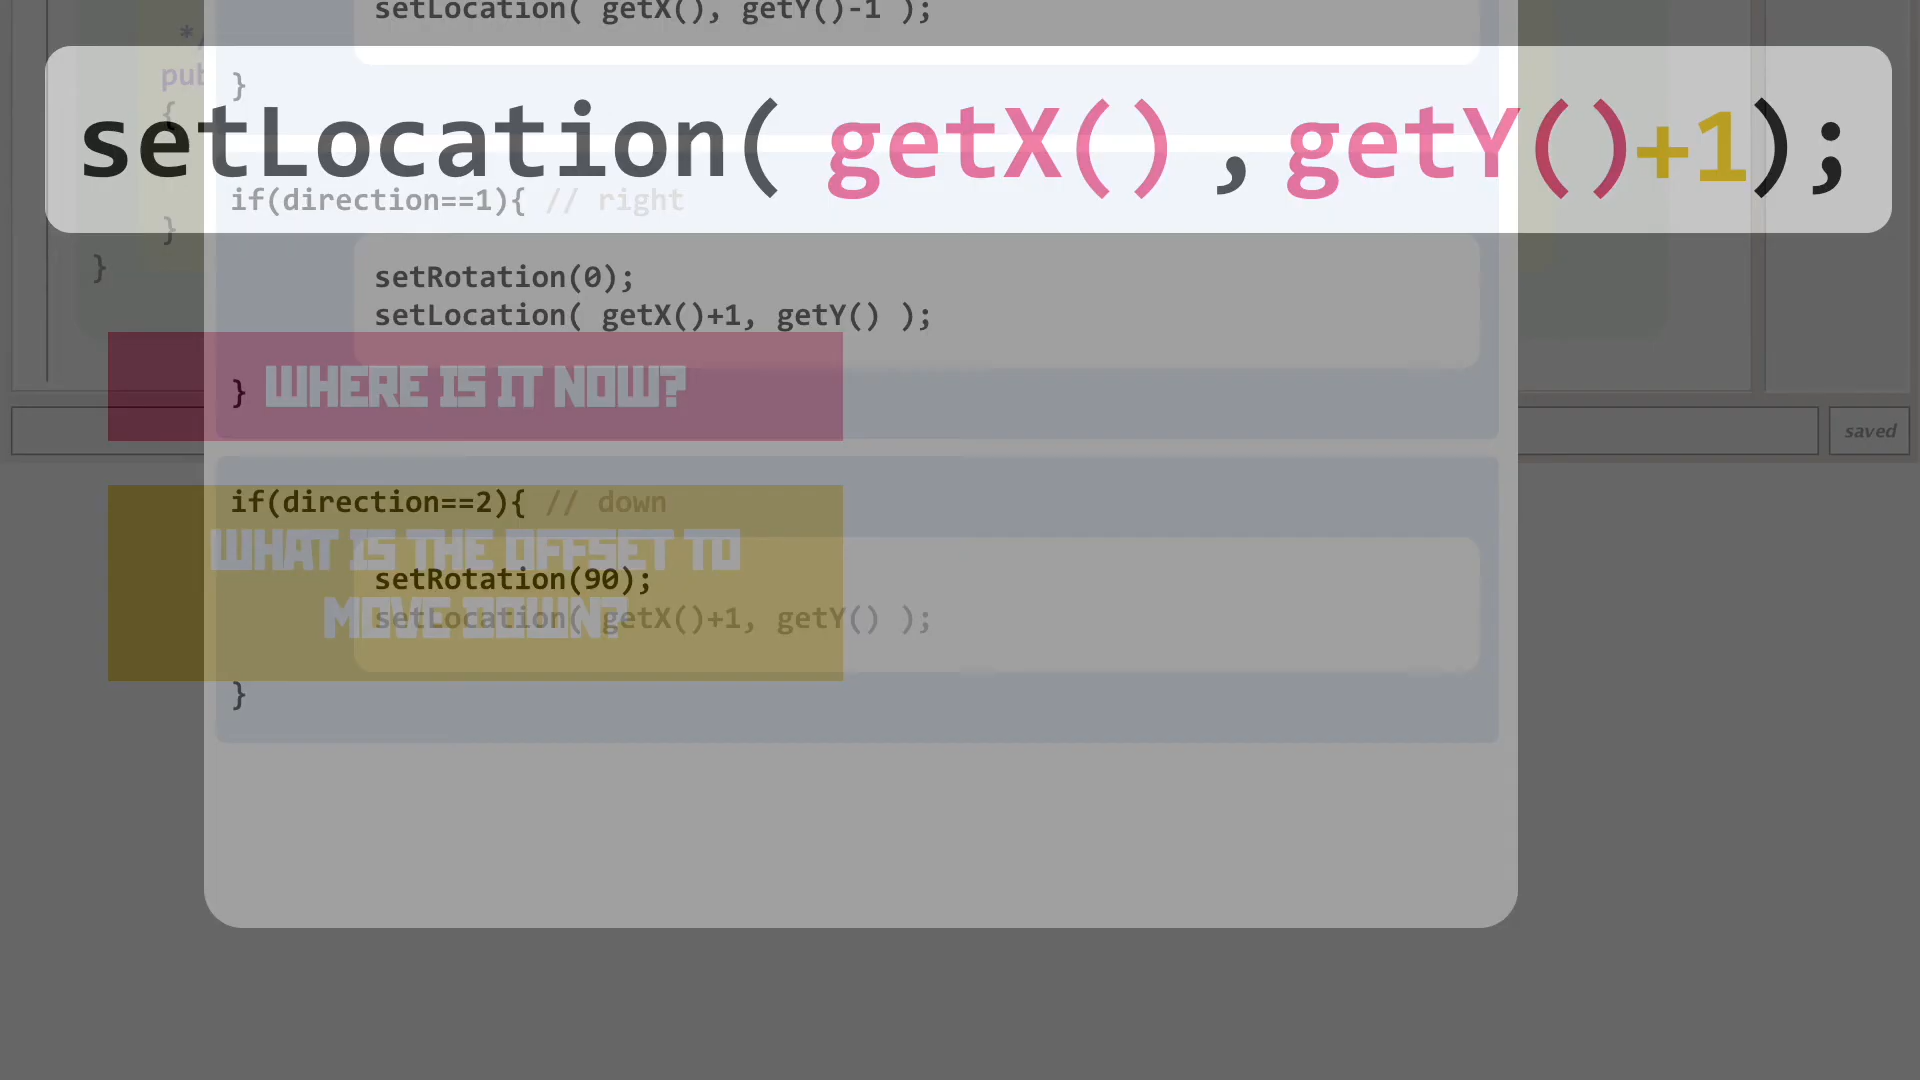 setLocation( getX(), getY()-1 );
*/
pub
}
{
setLocation( getX() , getY()+1);
if(direction==1){ // right
}
}
setRotation(0);
setLocation( getX()+1, getY() );
WHERE IS IT NOW?
}
saved
if(direction==2){ // down
WHAT IS THE OFFSET TO
MOVE DOWN?
setRotation(90);
setLocation( getX()+1, getY() );
}